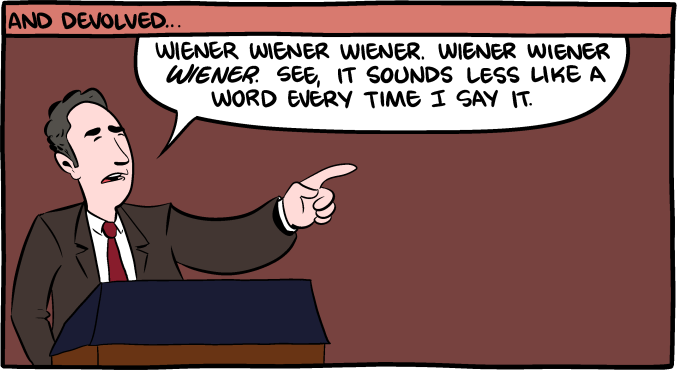 AND DEVOLVED...
WIENER WIENER WIENER. WIENER WIENER
WIENER. SEE, IT SOUNDS LESS LIKE A
WORD EVERY TIME I SAY IT.